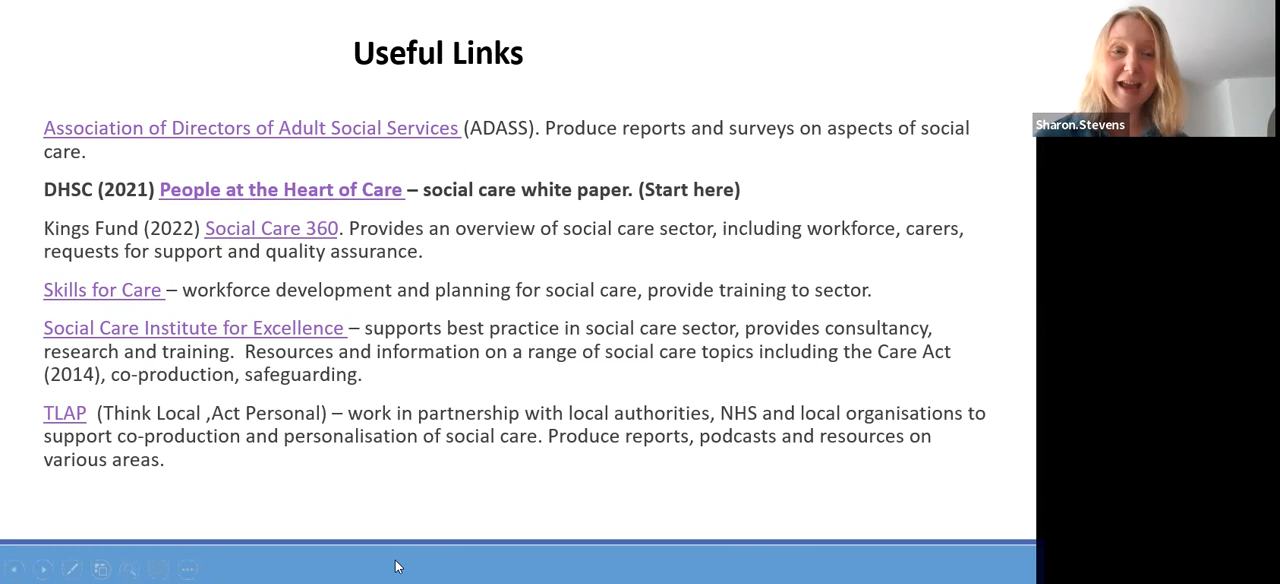 Useful Links
Association of Directors of Adult Social Services (ADASS). Produce reports and surveys on aspects of social
care.
DHSC (2021) People at the Heart of Care – social care white paper. (Start here)
Kings Fund (2022) Social Care 360. Provides an overview of social care sector, including workforce, carers,
requests for support and quality assurance.
Skills for Care – workforce development and planning for social care, provide training to sector.
Social Care Institute for Excellence – supports best practice in social care sector, provides consultancy,
research and training.  Resources and information on a range of social care topics including the Care Act
(2014), co-production, safeguarding.
TLAP  (Think Local ,Act Personal) – work in partnership with local authorities, NHS and local organisations to
support co-production and personalisation of social care. Produce reports, podcasts and resources on
various areas.
Sharon.Stevens